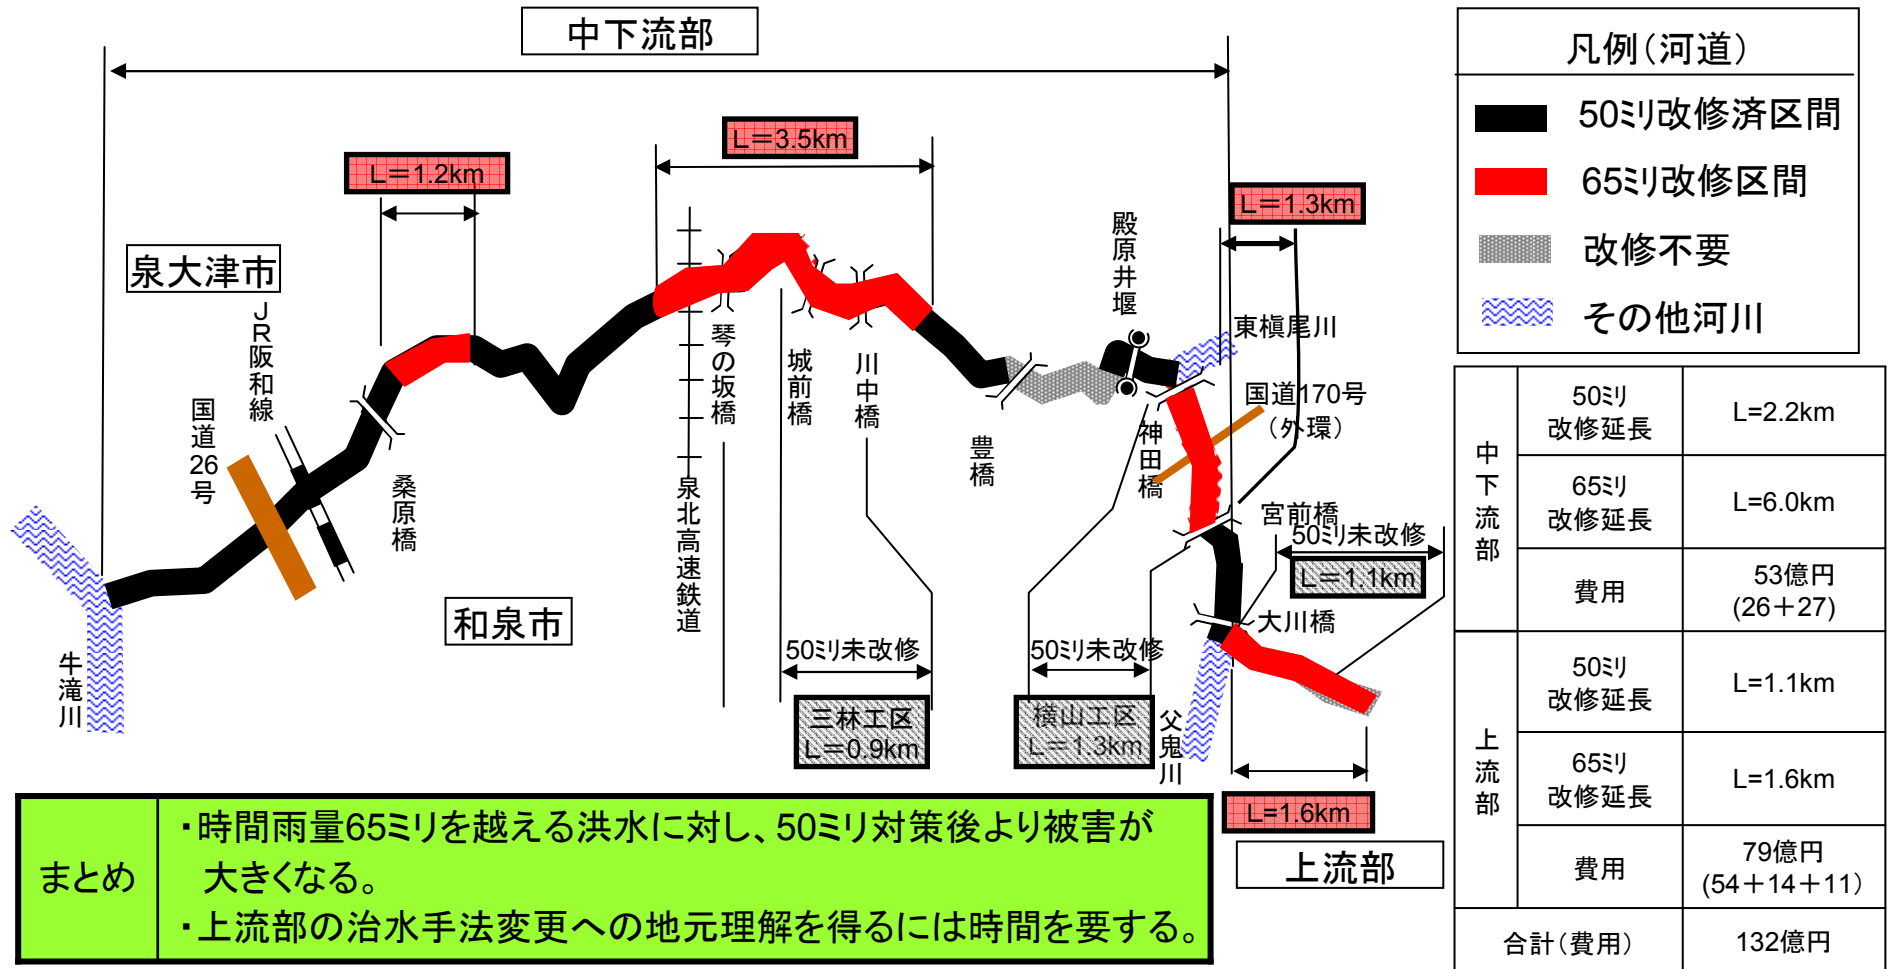 中下流部
凡例(河道)
50ミリ改修済区間
65ミリ改修区間
改修不要
その他河川
L＝3.5km
L＝1.2km
L＝1.3km
泉大津市
JR阪和線
国道26号
桑原橋
琴の坂橋
城前橋
川中橋
泉北高速鉄道
豊橋
殿原井堰
東槇尾川
国道170号
（外環）
神田橋
宮前橋
50ミリ未改修
L＝1.1km
大川橋
和泉市
牛滝川
50ミリ未改修
三林工区
L＝0.9km
50ミリ未改修
横山工区
L＝1.3km
父鬼川
L=1.6km
上流部
まとめ
・時間雨量65ミリを越える洪水に対し、50ミリ対策後より被害が
大きくなる。
・上流部の治水手法変更への地元理解を得るには時間を要する。
中下流部
50ミリ
改修延長
L=2.2km
65ミリ
改修延長
L=6.0km
費用
53億円
(26＋27)
上流部
50ミリ
改修延長
L=1.1km
65ミリ
改修延長
L=1.6km
費用
79億円
(54＋14＋11）
合計（費用）
132億円